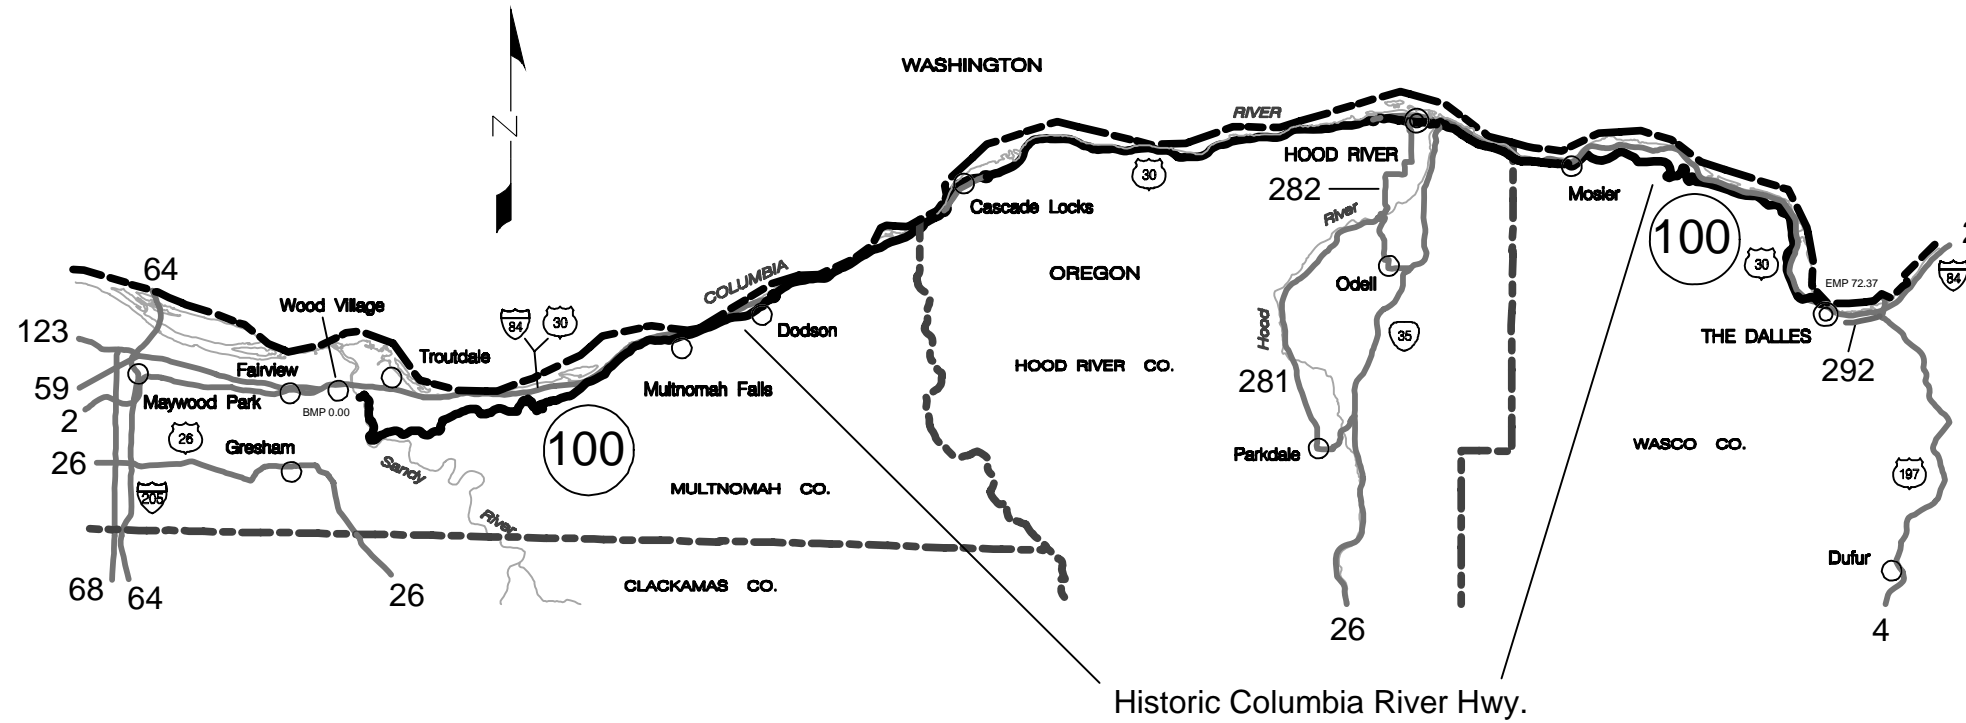 WASHINGTON
N
RIVER
HOOD RIVER
30
282
Mosier
Cascade Locks
River
100
COLUMBIA
OREGON
Odell
30
84
64
Wood Village
84
30
EMP 72.37
123
Troutdale
Dodson
Hood
35
THE DALLES
59
Fairview
Multnomah Falls
HOOD RIVER CO.
281
292
2
Maywood Park
BMP 0.00
26
Gresham
100
Parkdale
WASCO CO.
26
Sandy
205
MULTNOMAH CO.
197
River
68
64
26
CLACKAMAS CO.
Dufur
26
4
Historic Columbia River Hwy.